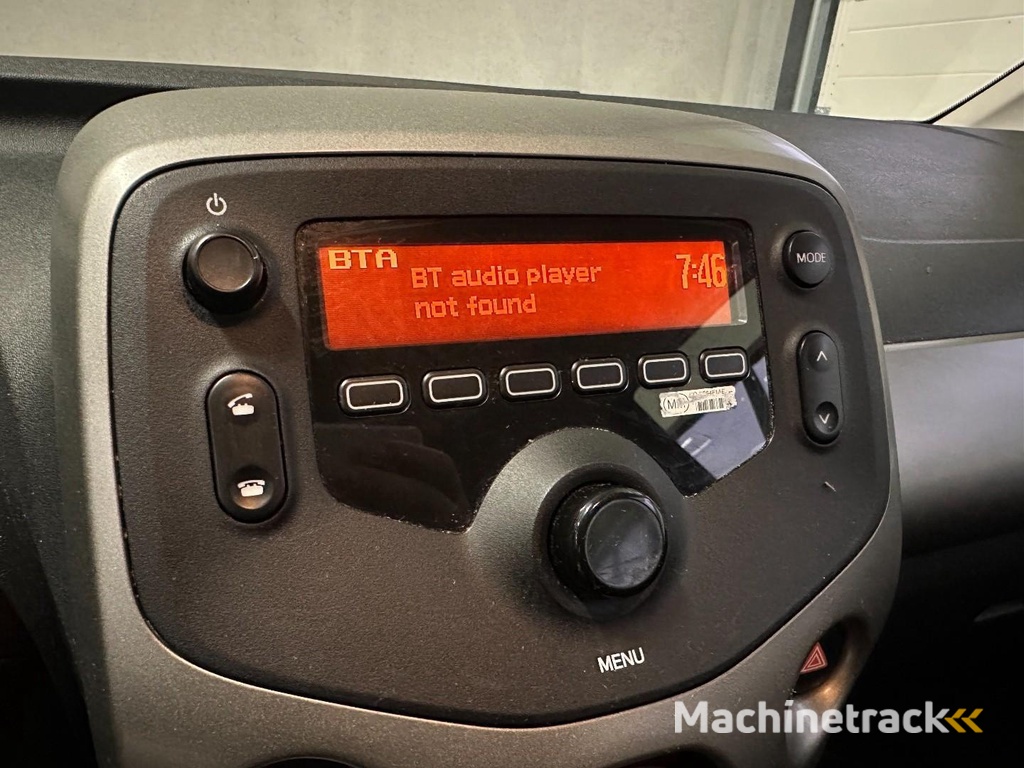 BTA
BT audio player
not found
7:46
MODE
MENU
Machinetrack